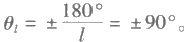 θ_l = ± 180° / l = ± 90°。